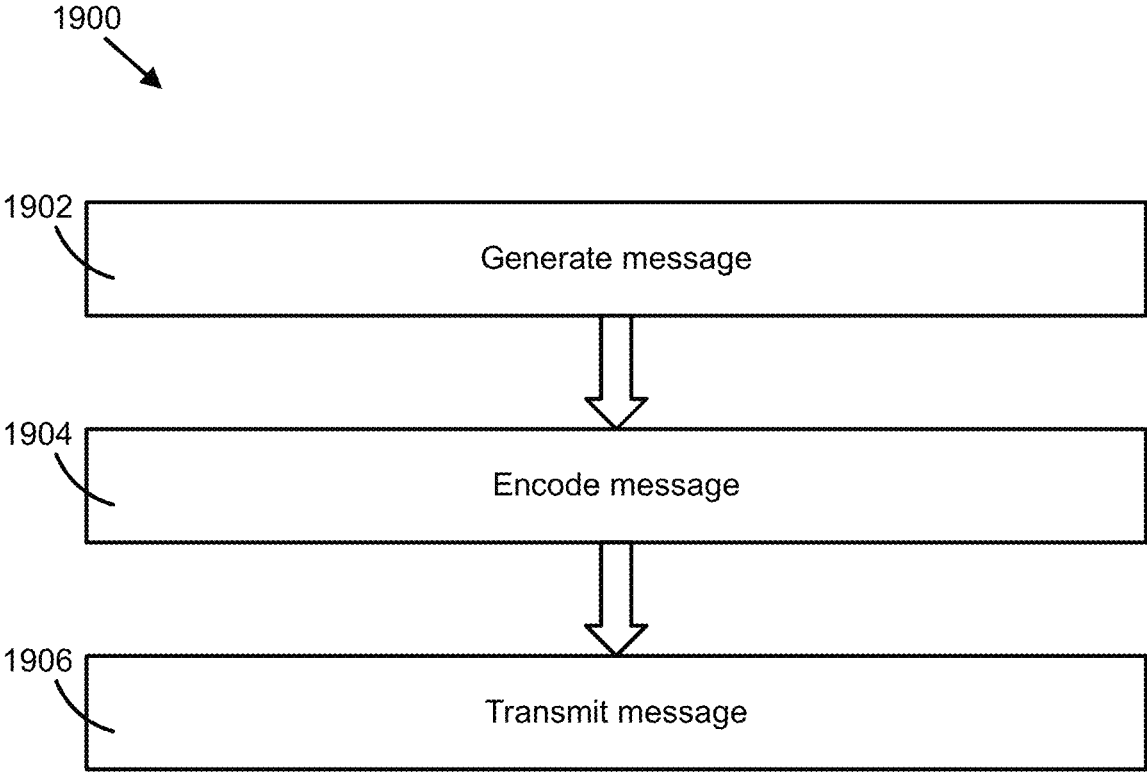 1900
1902
Generate message
1904
Encode message
1906
Transmit message